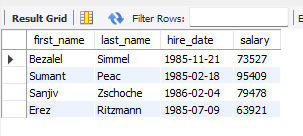 Result Grid Filter Rows:
first_name last_name hire_date salary
Bezalel Simmel 1985-11-21 73527
Sumant Peac 1985-02-18 95409
Sanjiv Zschoche 1986-02-04 79478
Erez Ritzmann 1985-07-09 63921